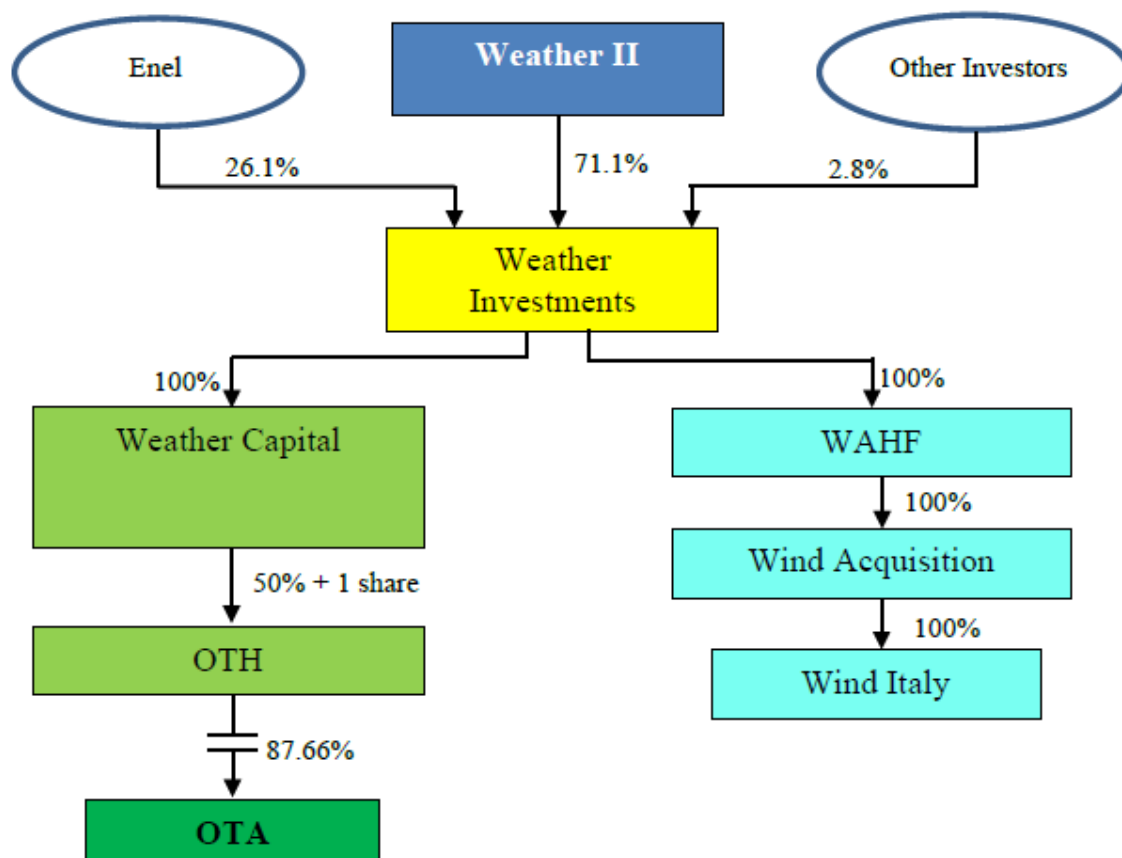 Enel
Weather II
Other Investors
26.1%
71.1%
2.8%
Weather
Investments
100%
100%
Weather Capital
WAHF
100%
50% + 1 share
Wind Acquisition
100%
OTH
Wind Italy
87.66%
OTA